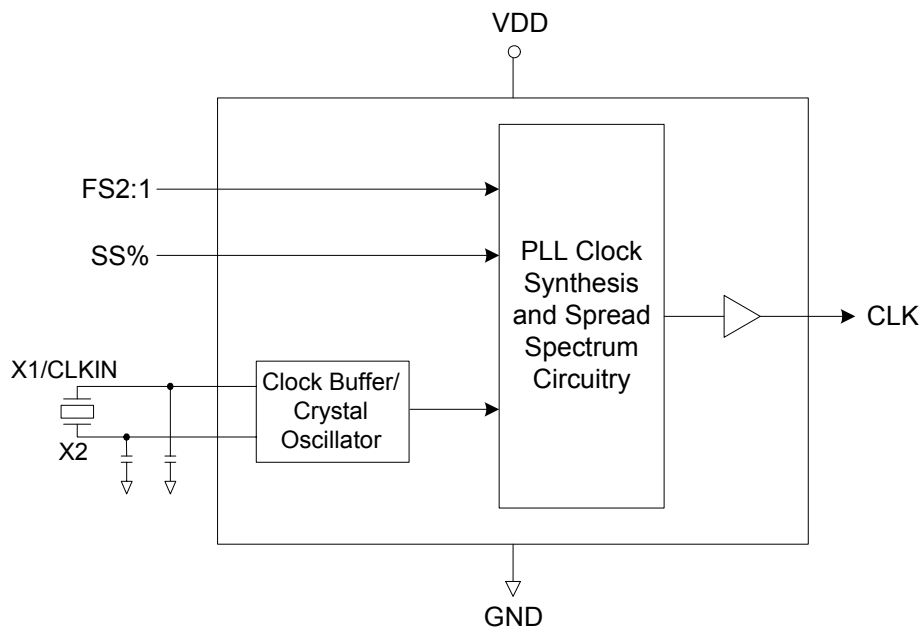 VDD
FS2:1
SS%
PLL Clock
Synthesis
and Spread
Spectrum
Circuitry
CLK
X1/CLKIN
X2
Clock Buffer/
Crystal
Oscillator
GND